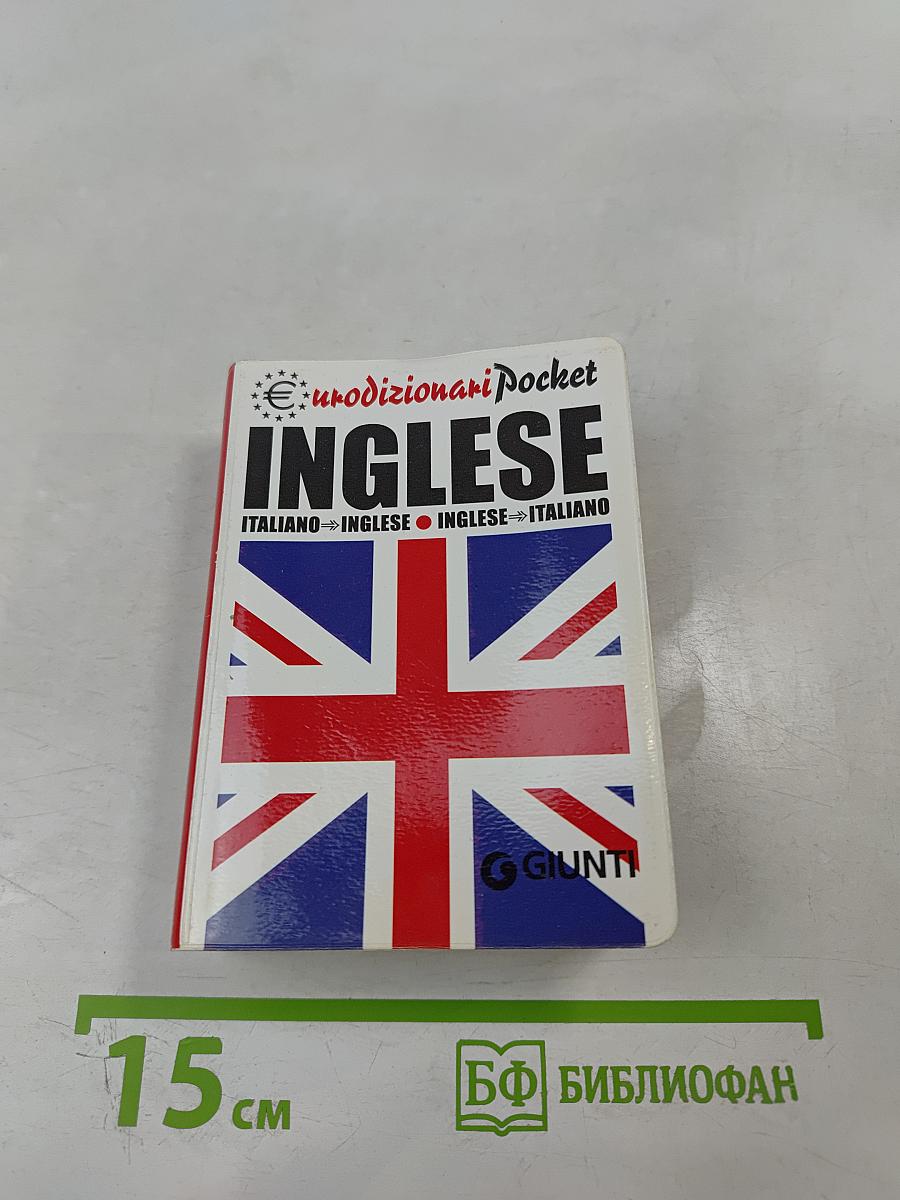 €urodizionari Pocket
INGLESE
ITALIANO→INGLESE ● INGLESE→ITALIANO
GIUNTI
15 см
БФ БИБЛИОФАН